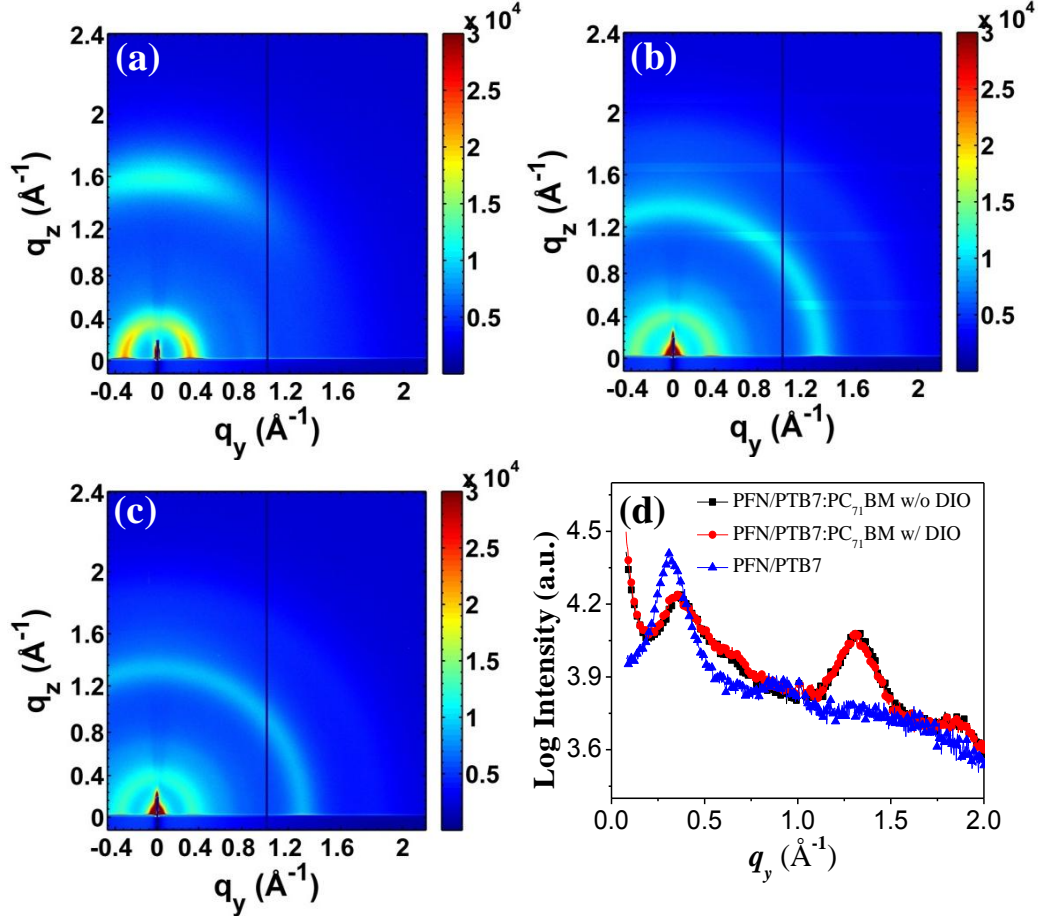 (a)
x 10⁴
2.4
2
1.6
1.2
0.8
0.4
0
q_z (Å⁻¹)
-0.4 0 0.4 0.8 1.2 1.6 2
q_y (Å⁻¹)
3
2.5
2
1.5
1
0.5
(b)
x 10⁴
2.4
2
1.6
1.2
0.8
0.4
0
q_z (Å⁻¹)
-0.4 0 0.4 0.8 1.2 1.6 2
q_y (Å⁻¹)
3
2.5
2
1.5
1
0.5
(c)
x 10⁴
2.4
2
1.6
1.2
0.8
0.4
0
q_z (Å⁻¹)
-0.4 0 0.4 0.8 1.2 1.6 2
q_y (Å⁻¹)
3
2.5
2
1.5
1
0.5
(d)
PFN/PTB7:PC₇₁BM w/o DIO
PFN/PTB7:PC₇₁BM w/ DIO
PFN/PTB7
4.5
4.2
3.9
3.6
Log Intensity (a.u.)
0.0 0.5 1.0 1.5 2.0
q_y (Å⁻¹)